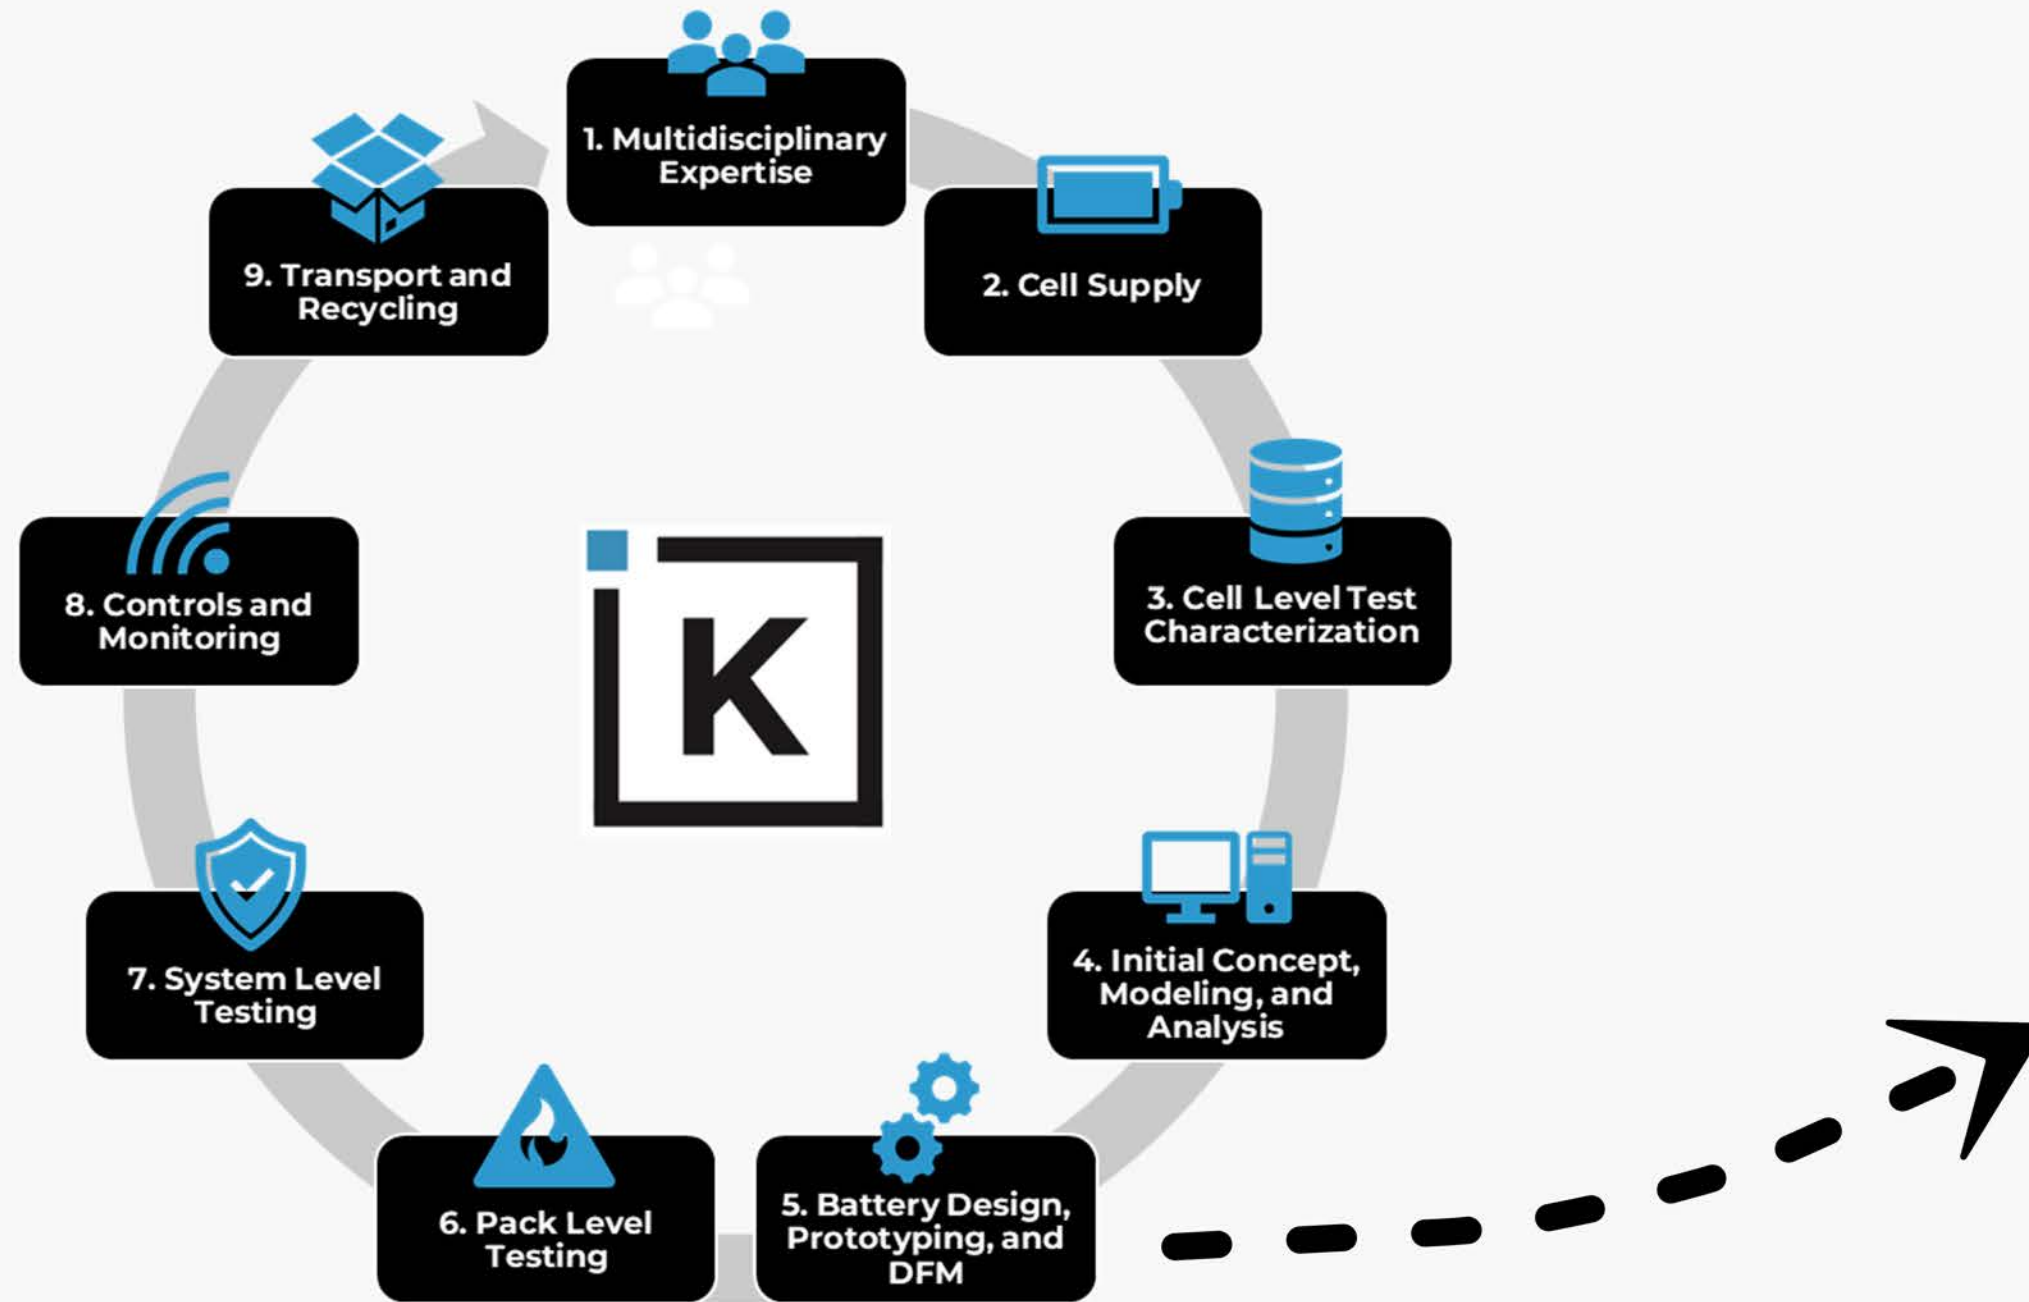 1. Multidisciplinary
Expertise
2. Cell Supply
3. Cell Level Test
Characterization
4. Initial Concept,
Modeling, and
Analysis
5. Battery Design,
Prototyping, and
DFM
6. Pack Level
Testing
7. System Level
Testing
8. Controls and
Monitoring
9. Transport and
Recycling
K